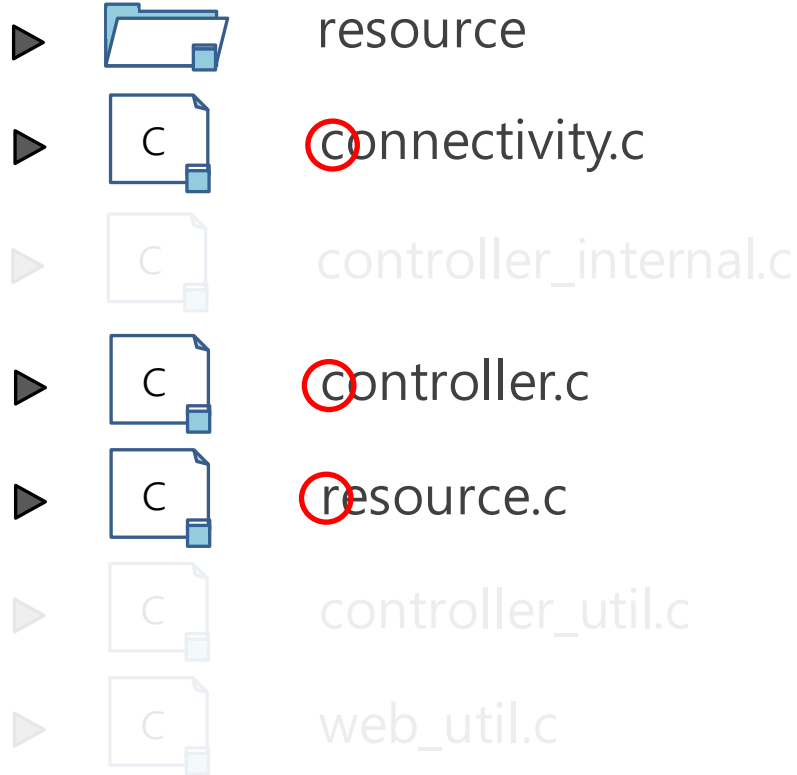 resource
C connectivity.c
C controller_internal.c
C controller.c
C resource.c
C controller_util.c
C web_util.c